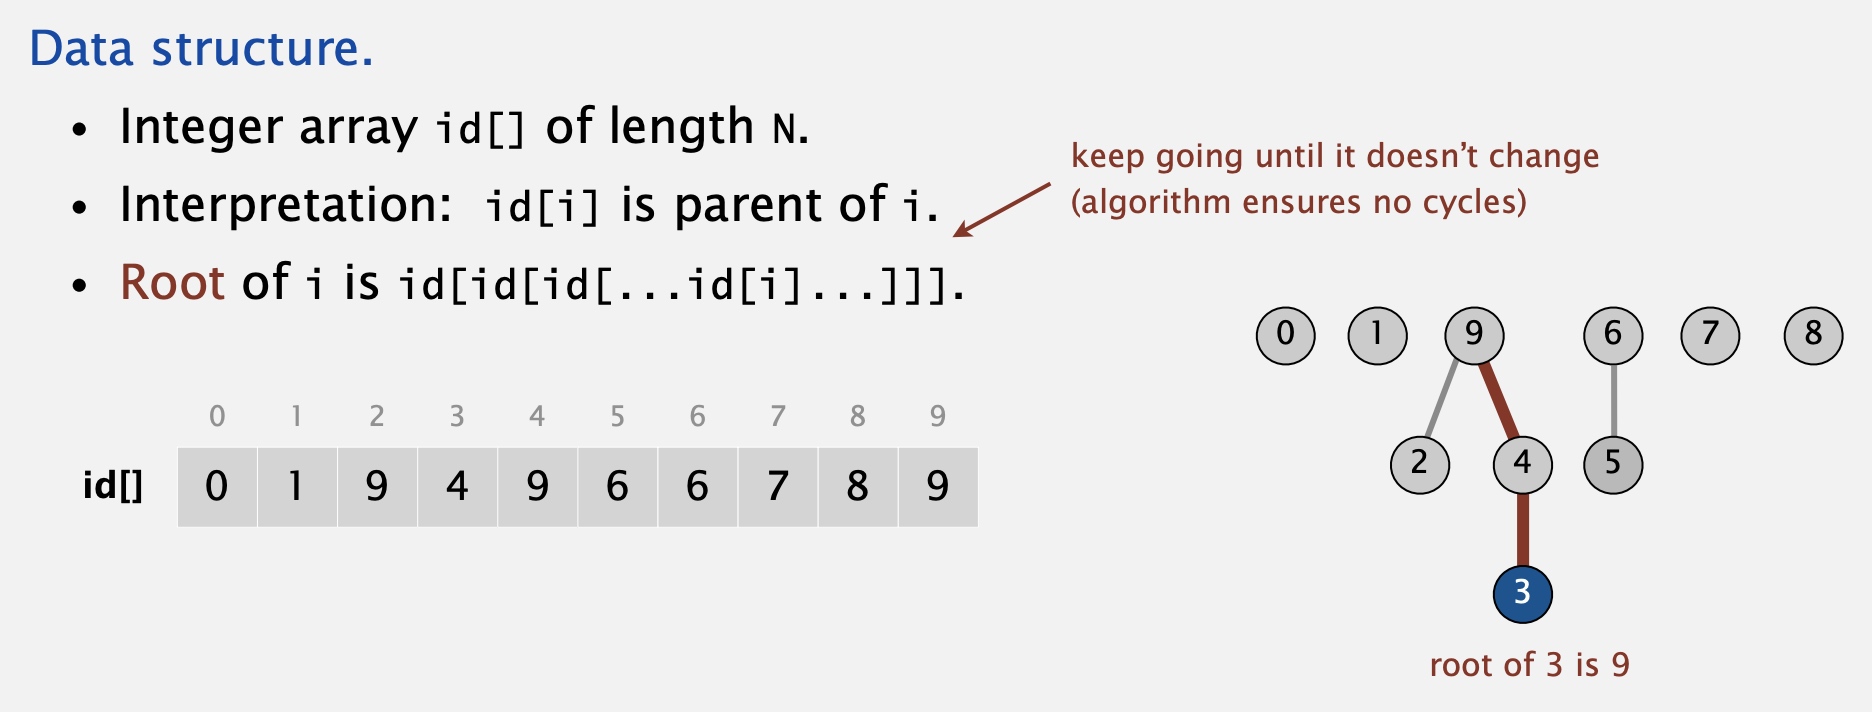 Data structure.
• Integer array id[] of length N.
• Interpretation: id[i] is parent of i.
• Root of i is id[id[id[...id[i]...]]].
keep going until it doesn’t change
(algorithm ensures no cycles)
0 1 2 3 4 5 6 7 8 9
id[] 0 1 9 4 9 6 6 7 8 9
0 1 9 6 7 8
2 4 5
3
root of 3 is 9